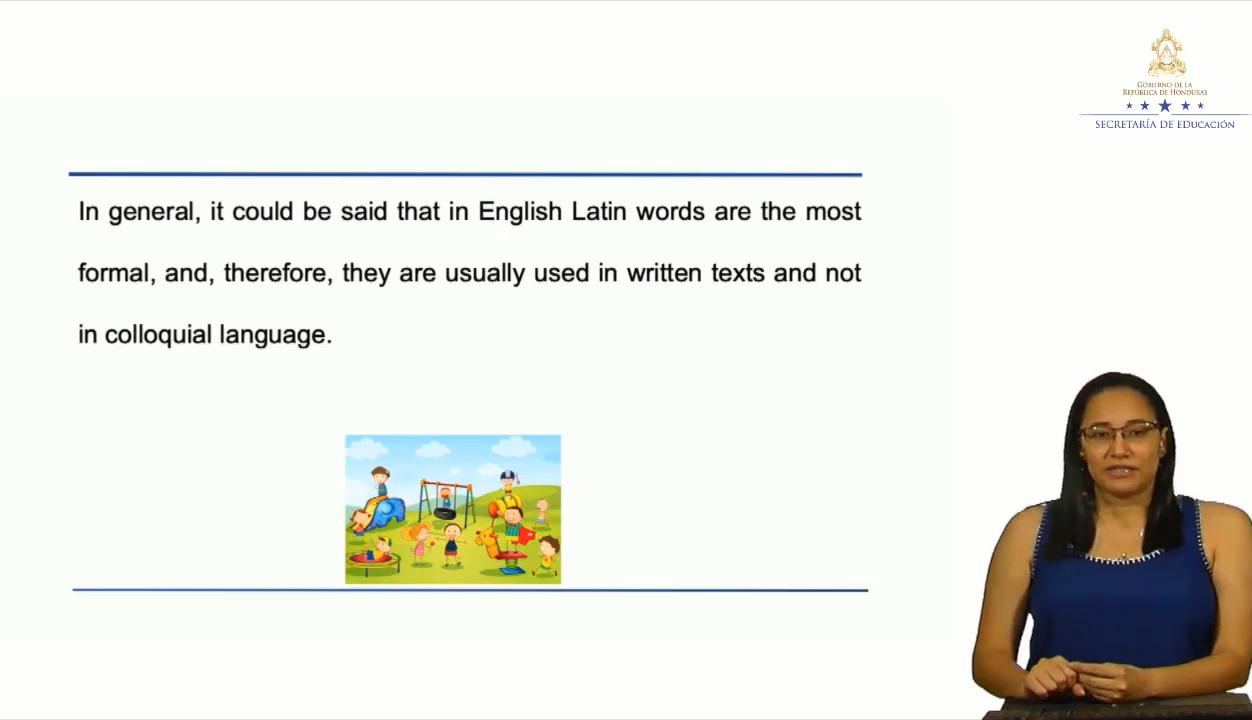 GOBIERNO DE LA
REPÚBLICA DE HONDURAS
SECRETARÍA DE EDUCACIÓN
In general, it could be said that in English Latin words are the most
formal, and, therefore, they are usually used in written texts and not
in colloquial language.